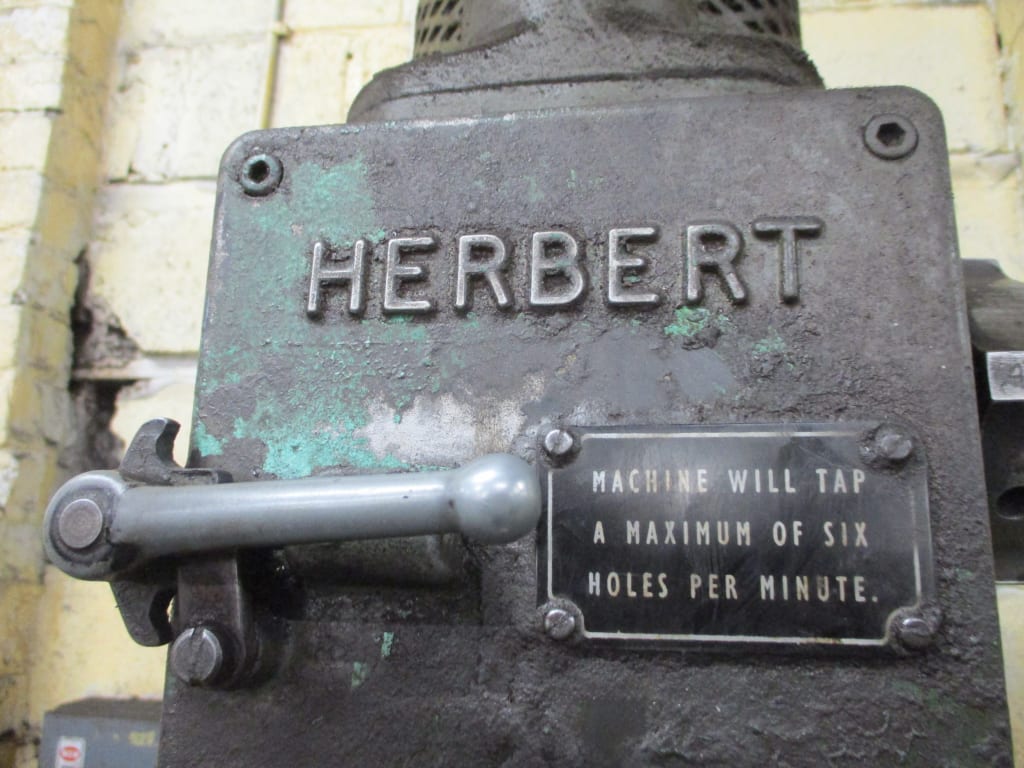 HERBERT
MACHINE WILL TAP
A MAXIMUM OF SIX
HOLES PER MINUTE.